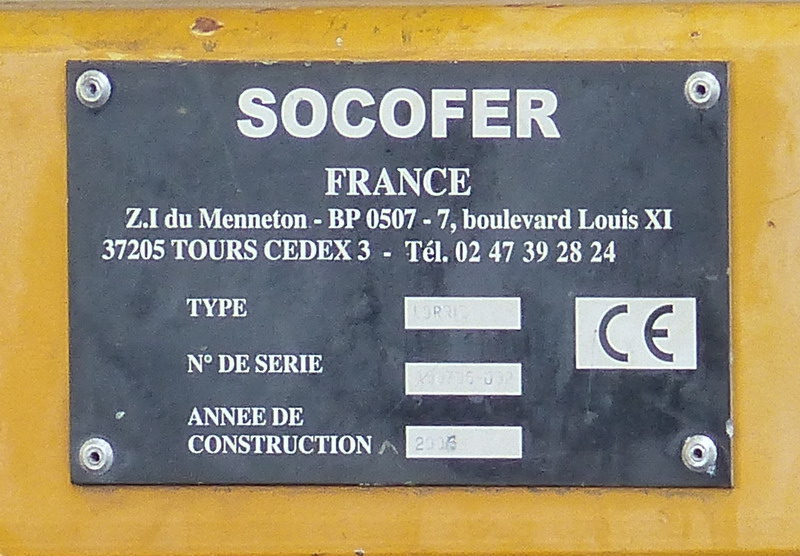 SOCOFER
FRANCE
Z.I du Menneton - BP 0507 - 7, boulevard Louis XI
37205 TOURS CEDEX 3 - Tél. 02 47 39 28 24
TYPE
CE
N° DE SERIE
ANNEE DE
CONSTRUCTION